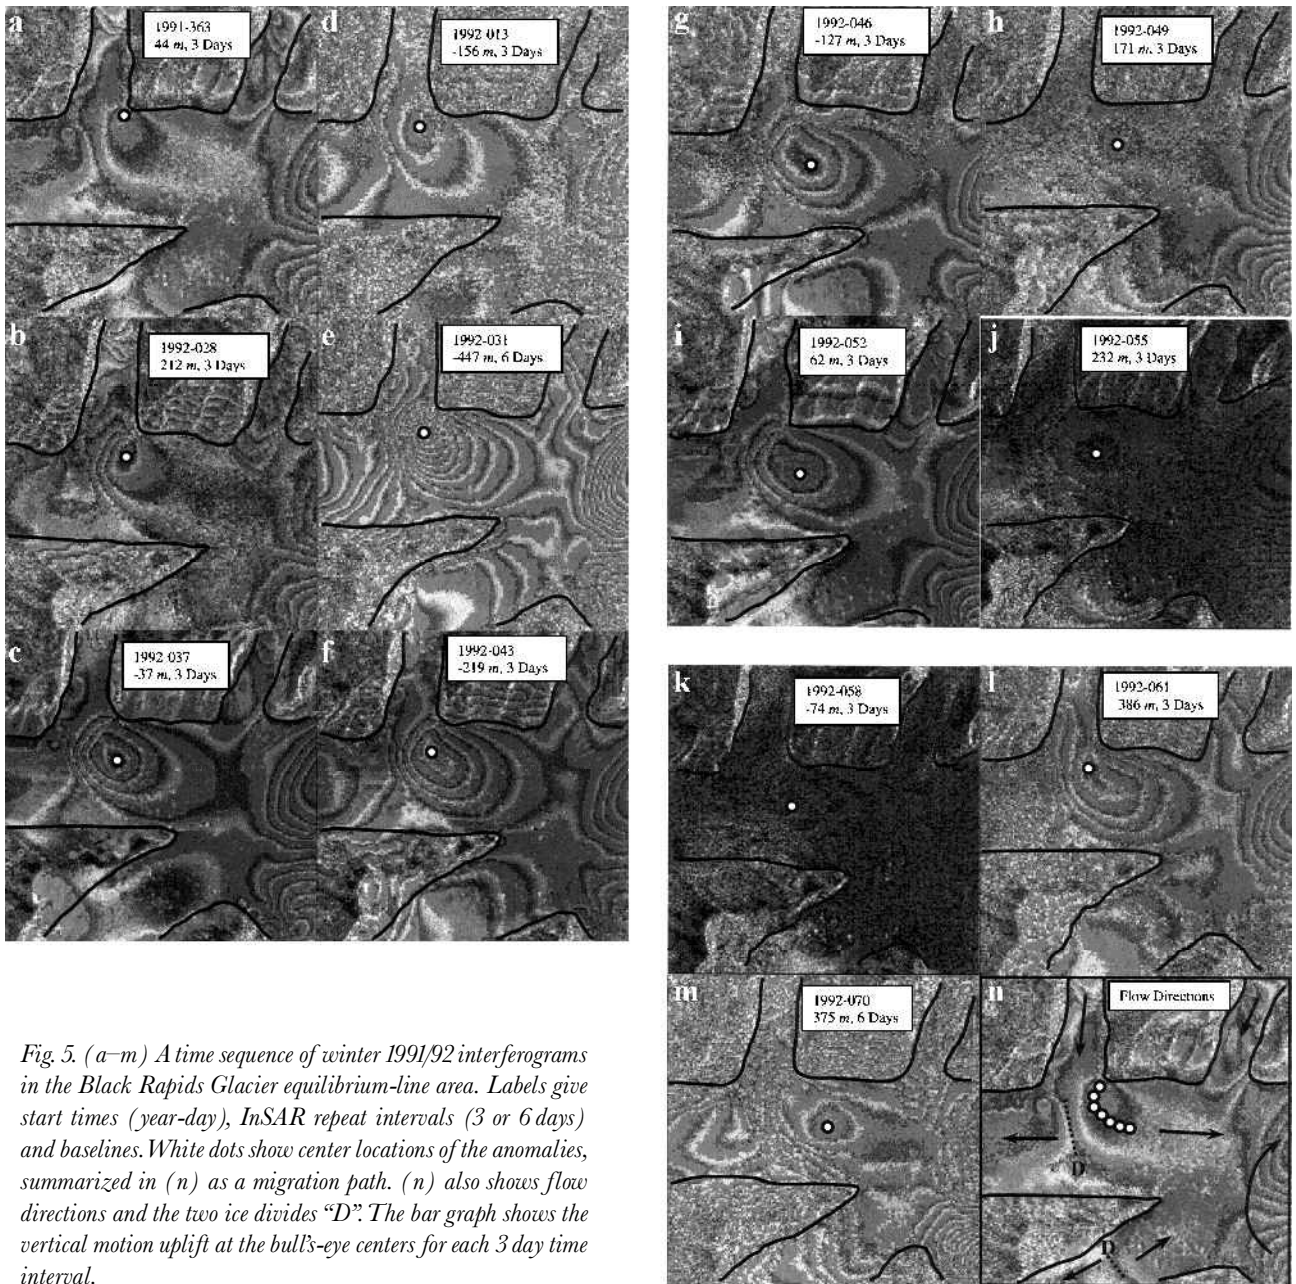 a
1991-363
44 m, 3 Days
d
1992-013
-156 m, 3 Days
b
1992-028
212 m, 3 Days
e
1992-031
-447 m, 6 Days
c
1992-037
-37 m, 3 Days
f
1992-043
-219 m, 3 Days
g
1992-046
-127 m, 3 Days
h
1992-049
171 m, 3 Days
i
1992-052
62 m, 3 Days
j
1992-055
232 m, 3 Days
k
1992-058
-74 m, 3 Days
l
1992-061
386 m, 3 Days
m
1992-070
375 m, 6 Days
n
Flow Directions
D
D
Fig. 5. (a–m) A time sequence of winter 1991/92 interferograms
in the Black Rapids Glacier equilibrium-line area. Labels give
start times (year-day), InSAR repeat intervals (3 or 6 days)
and baselines. White dots show center locations of the anomalies,
summarized in (n) as a migration path. (n) also shows flow
directions and the two ice divides “D”. The bar graph shows the
vertical motion uplift at the bull's-eye centers for each 3 day time
interval.